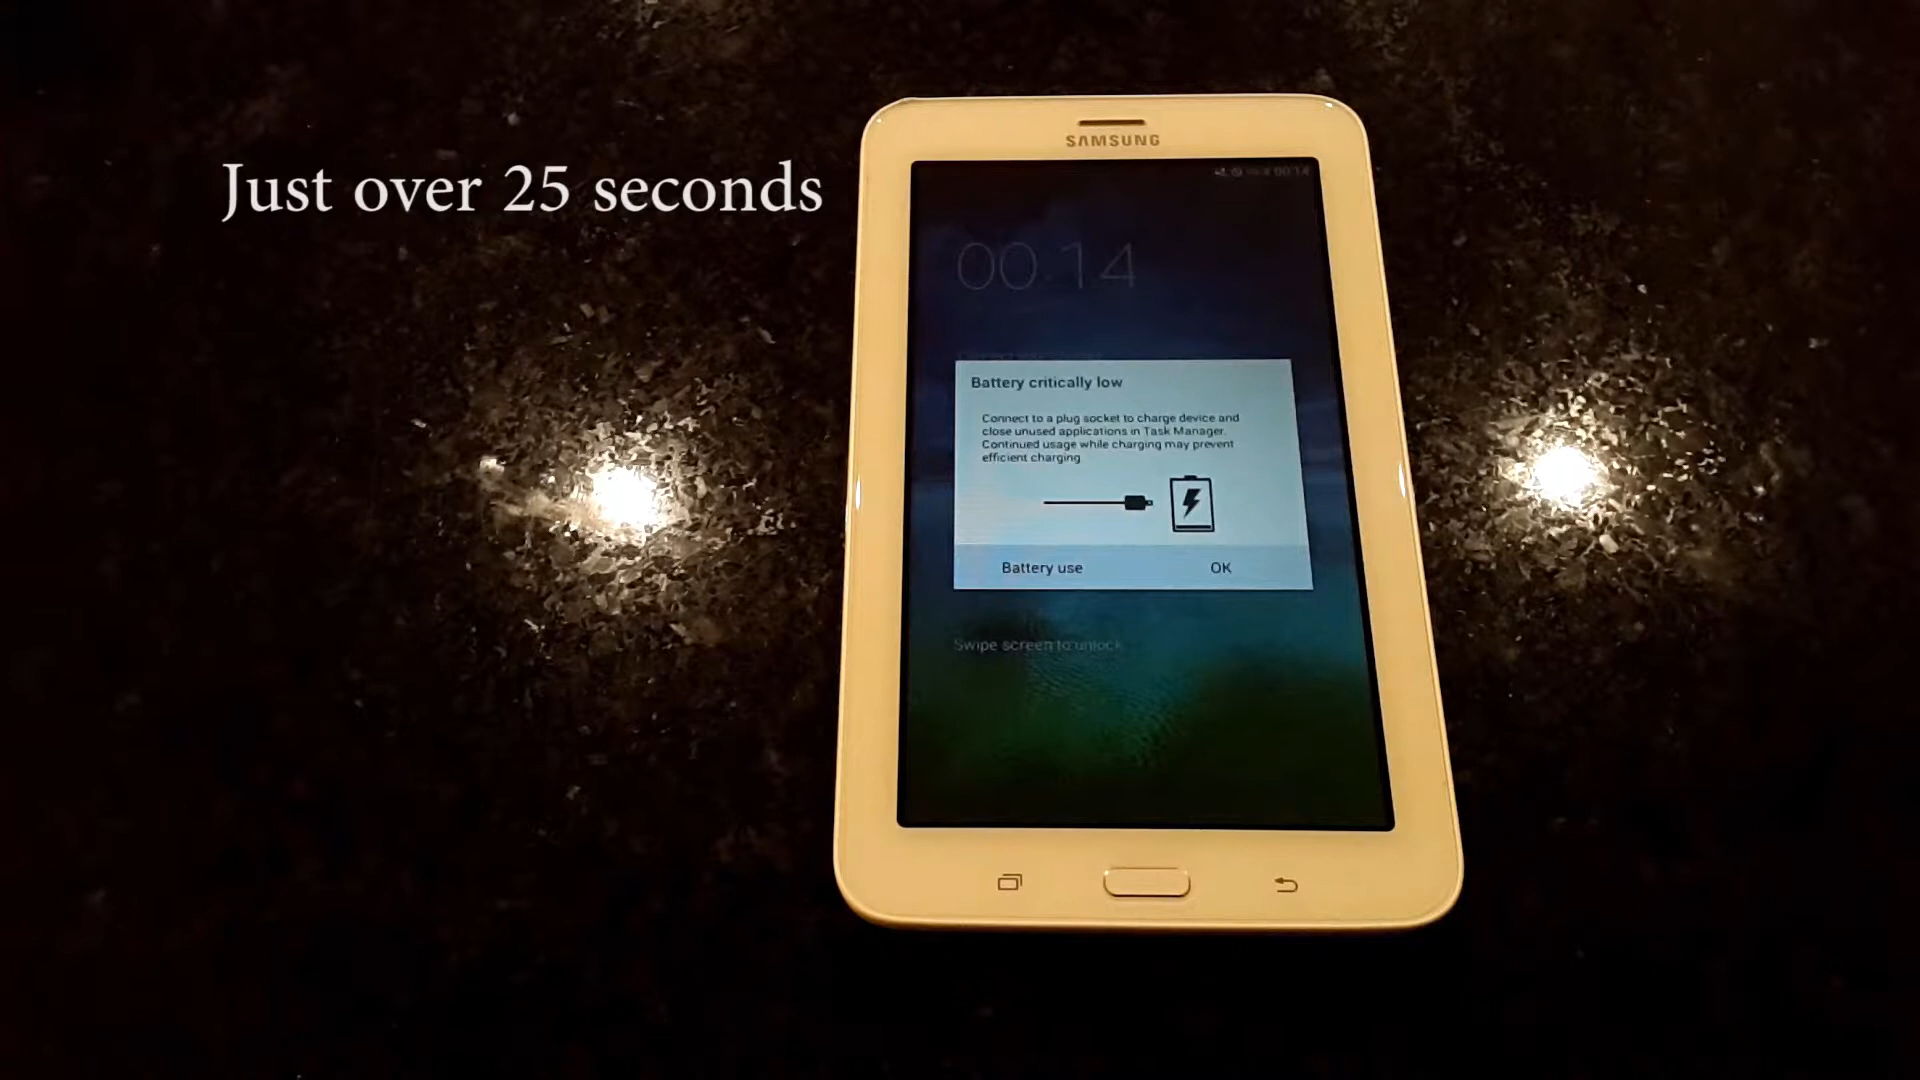 Just over 25 seconds
SAMSUNG
00:14
00:14
Battery critically low
Connect to a plug socket to charge device and
close unused applications in Task Manager.
Continued usage while charging may prevent
efficient charging
Battery use
OK
Swipe screen to unlock